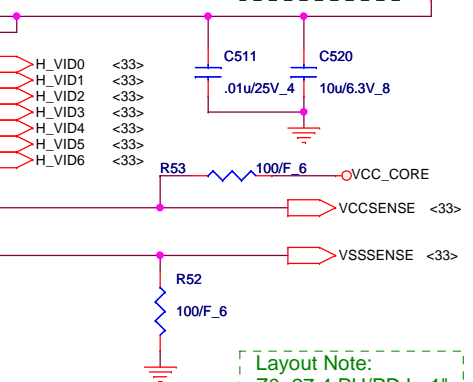 C511
C520
H_VID0 <33>
H_VID1 <33>
H_VID2 <33>
H_VID3 <33>
H_VID4 <33>
H_VID5 <33>
H_VID6 <33>
.01u/25V_4
10u/6.3V_8
R53
100/F_6
VCC_CORE
VCCSENSE <33>
VSSSENSE <33>
R52
100/F_6
Layout Note: